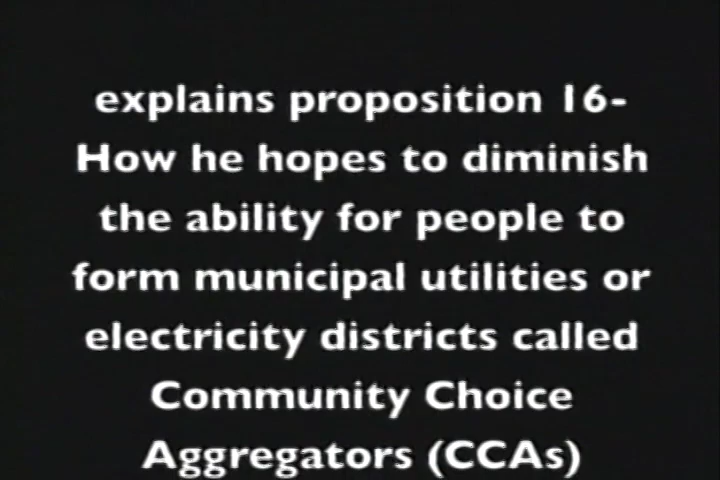 explains proposition 16-
How he hopes to diminish
the ability for people to
form municipal utilities or
electricity districts called
Community Choice
Aggregators (CCAs)